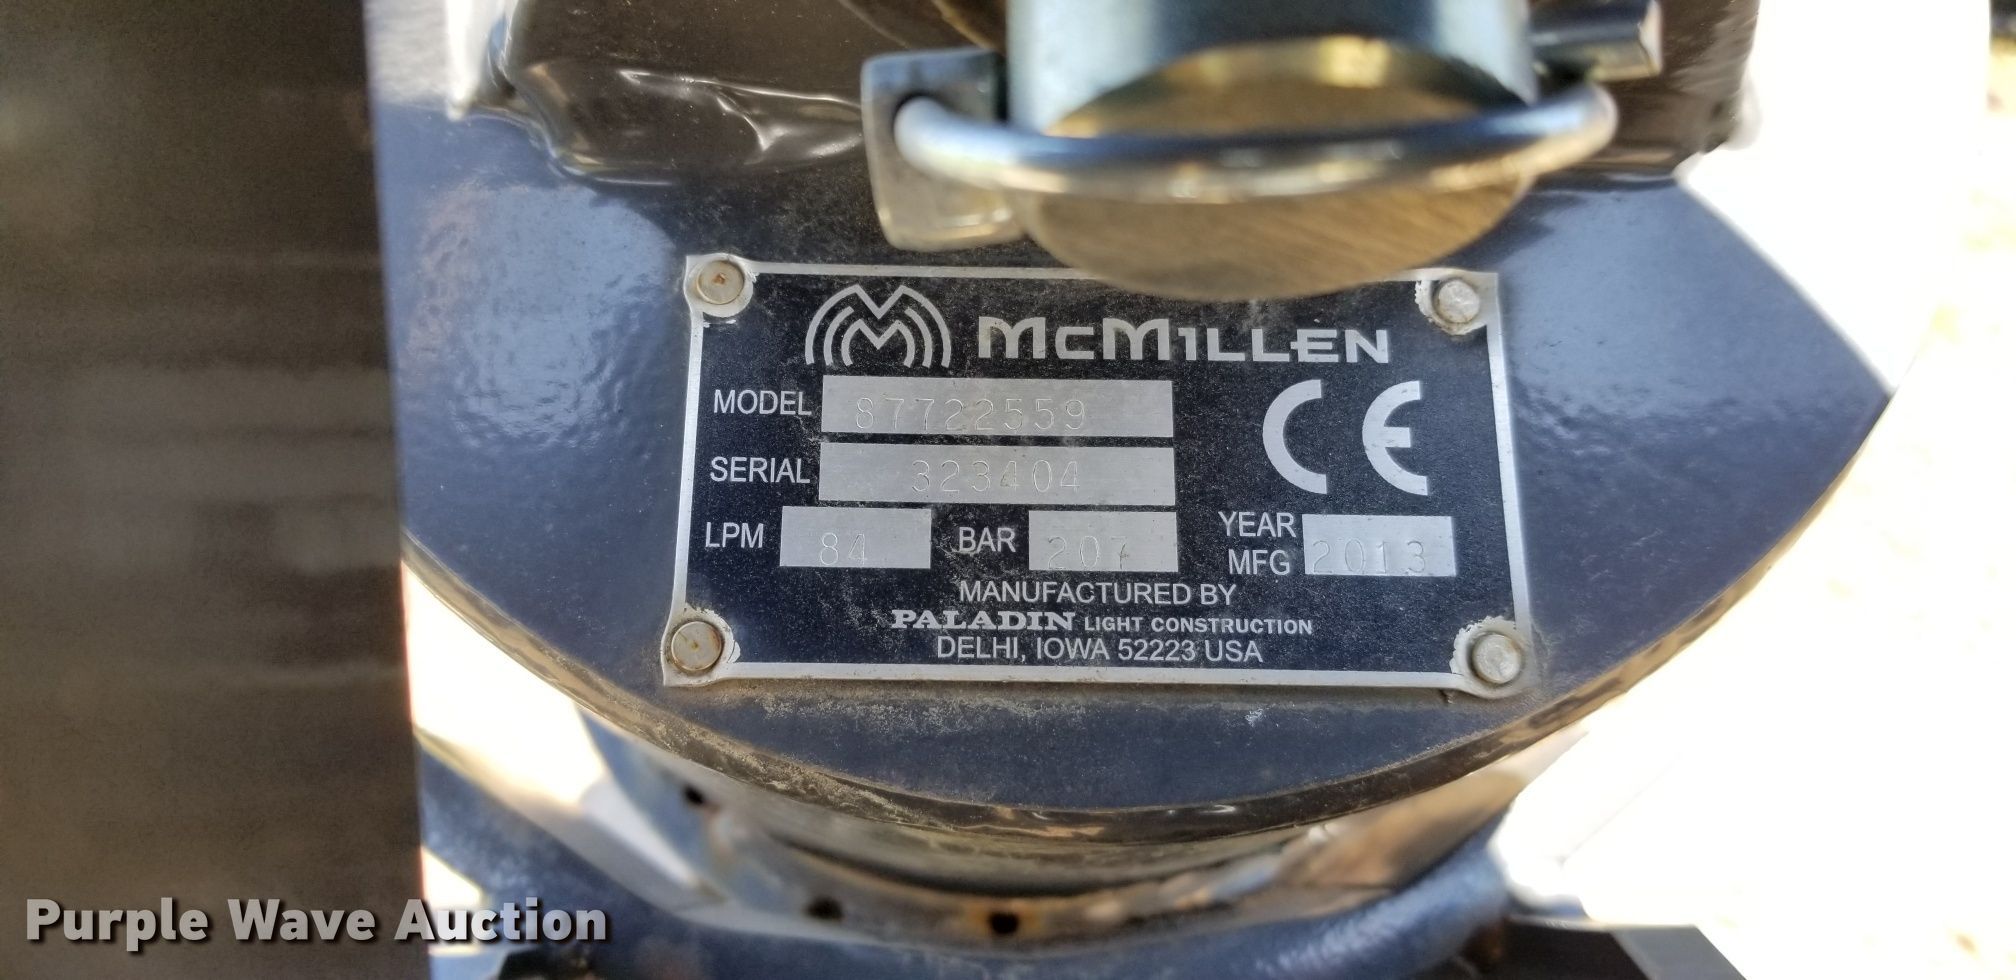 McMILLEN
MODEL 87722559
SERIAL 323404
CE
LPM 84 BAR 207 YEAR MFG 2013
MANUFACTURED BY
PALADIN LIGHT CONSTRUCTION
DELHI, IOWA 52223 USA
Purple Wave Auction